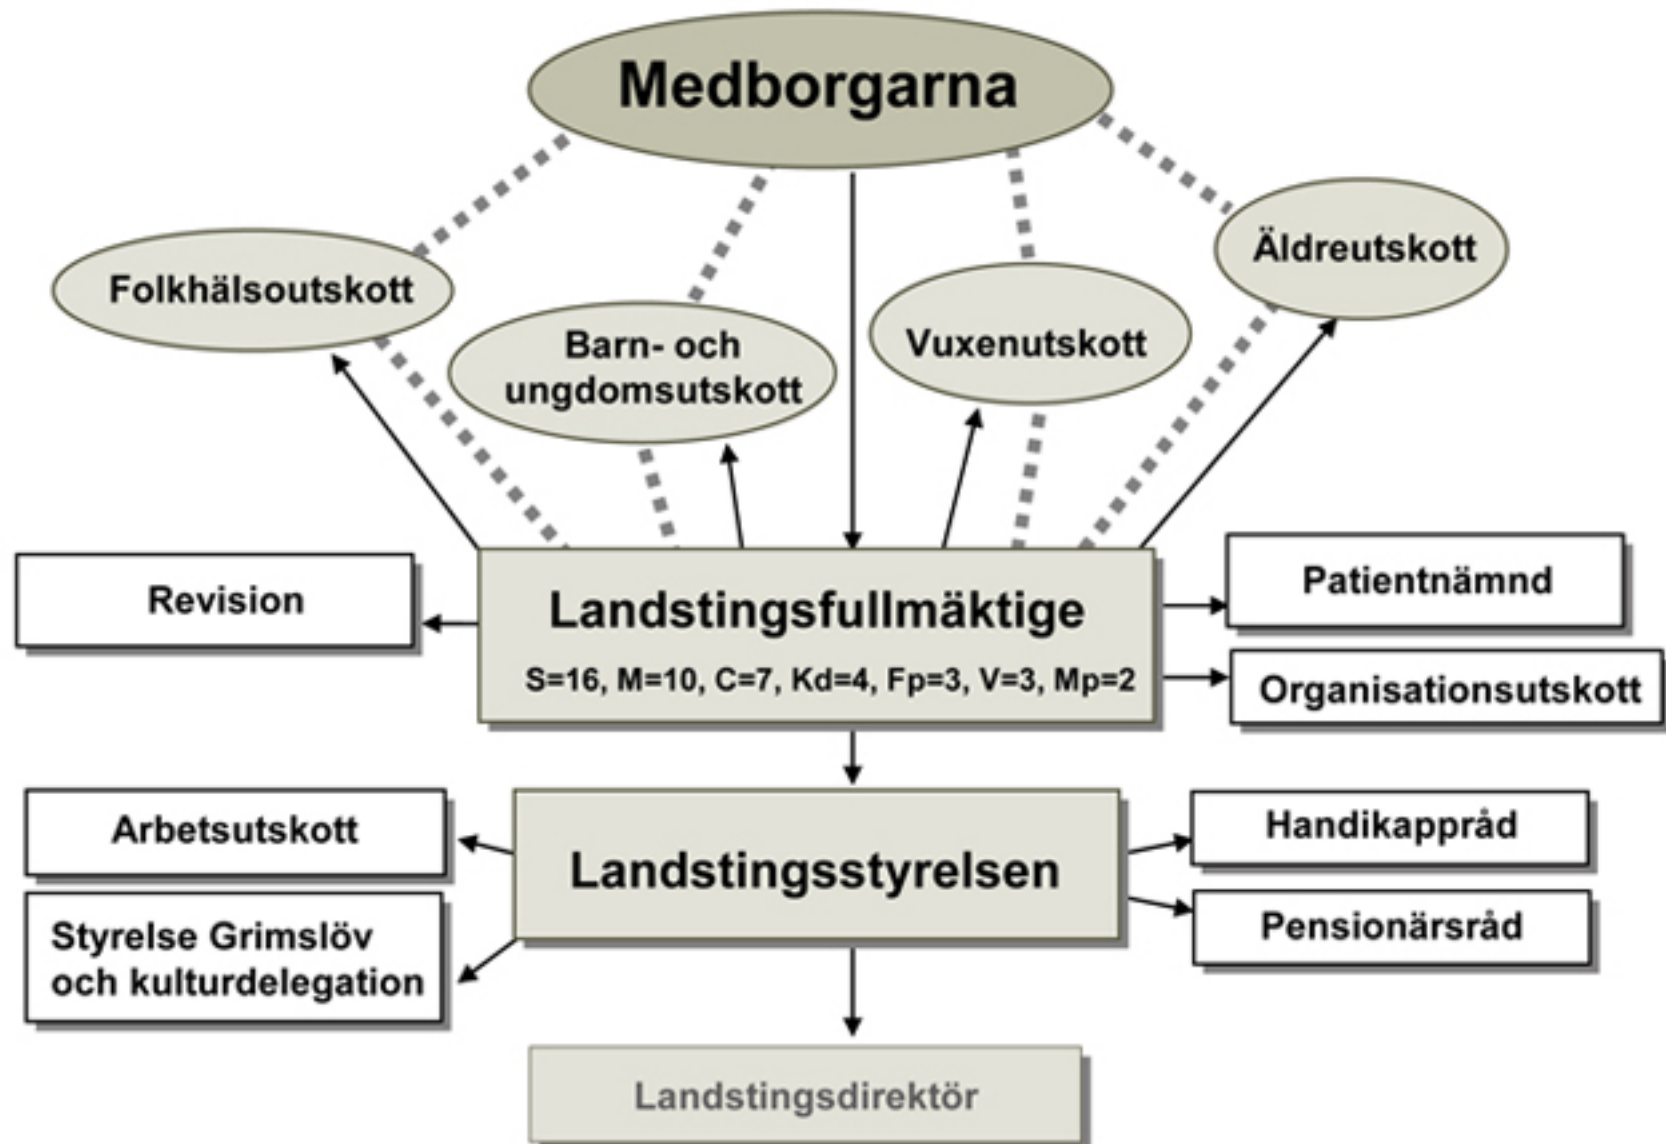 Medborgarna
Folkhälsoutskott
Barn- och
ungdomsutskott
Vuxenutskott
Äldreutskott
Revision
Landstingsfullmäktige
S=16, M=10, C=7, Kd=4, Fp=3, V=3, Mp=2
Patientnämnd
Organisationsutskott
Arbetsutskott
Styrelse Grimslöv
och kulturdelegation
Landstingsstyrelsen
Handikappråd
Pensionärsråd
Landstingsdirektör